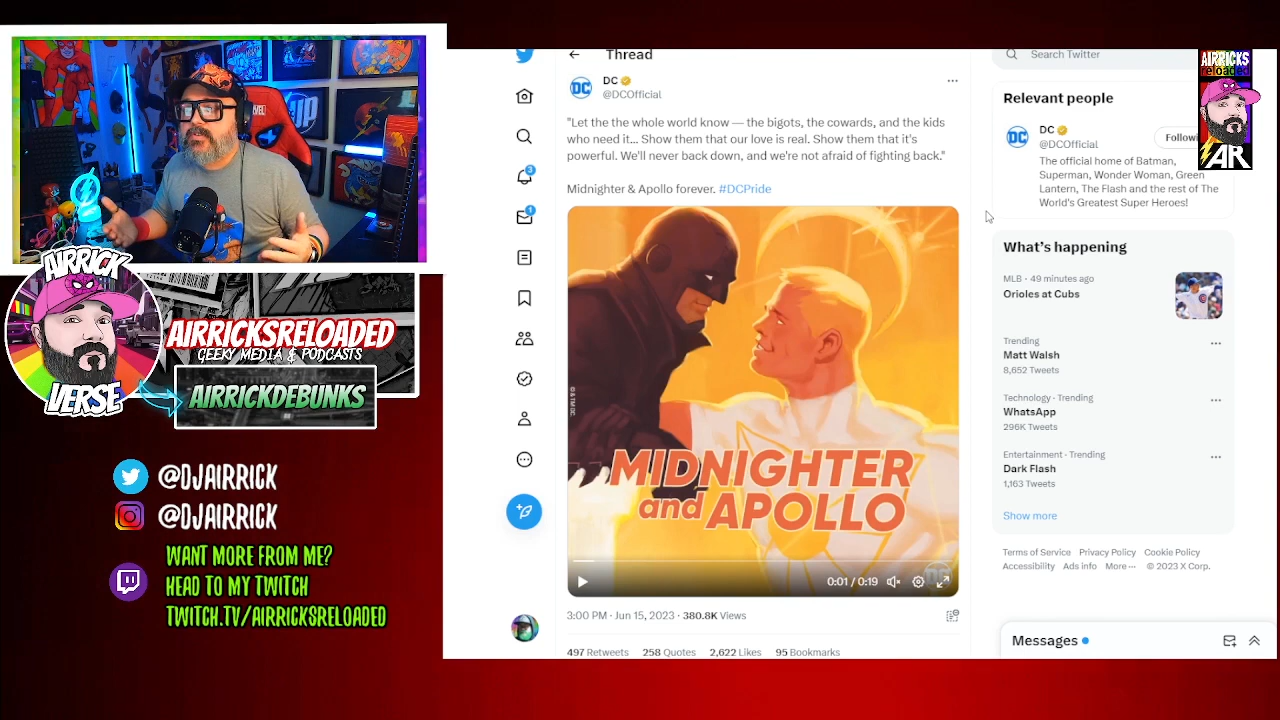 AIRRICK
VERSE
AIRRICKSRELOADED
GEEKY MEDIA & PODCASTS
AIRRICKDEBUNKS
@DJAIRRICK
@DJAIRRICK
WANT MORE FROM ME?
HEAD TO MY TWITCH
TWITCH.TV/AIRRICKSRELOADED
Thread
DC
@DCOfficial
"Let the the whole world know — the bigots, the cowards, and the kids
who need it... Show them that our love is real. Show them that it's
powerful. We'll never back down, and we're not afraid of fighting back."
Midnighter & Apollo forever. #DCPride
MIDNIGHTER
and APOLLO
0:01 / 0:19
3:00 PM · Jun 15, 2023 · 380.8K Views
497 Retweets 258 Quotes 2,622 Likes 95 Bookmarks
Search Twitter
AIRRICKS
reloaded
AR
Relevant people
DC
@DCOfficial
Followi
The official home of Batman,
Superman, Wonder Woman, Green
Lantern, The Flash and the rest of The
World's Greatest Super Heroes!
What's happening
MLB · 49 minutes ago
Orioles at Cubs
Trending
Matt Walsh
8,652 Tweets
Technology · Trending
WhatsApp
296K Tweets
Entertainment · Trending
Dark Flash
1,163 Tweets
Show more
Terms of Service Privacy Policy Cookie Policy
Accessibility Ads info More ··· © 2023 X Corp.
Messages